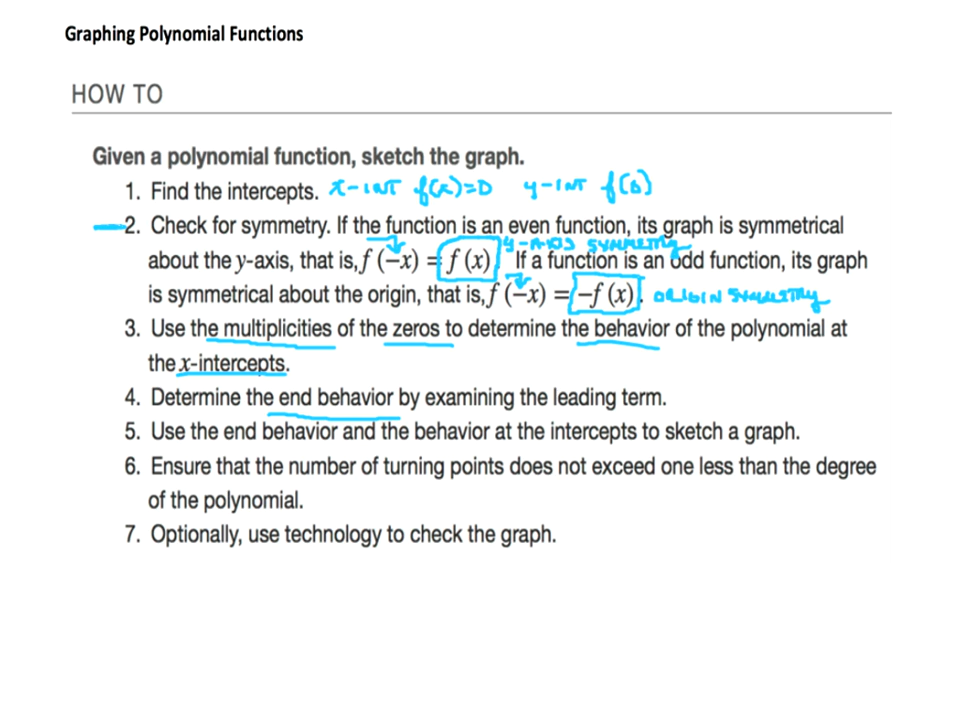 Graphing Polynomial Functions
HOW TO
Given a polynomial function, sketch the graph.
1. Find the intercepts. x-INT f(x)=0 y-INT f(0)
2. Check for symmetry. If the function is an even function, its graph is symmetrical
y-AXIS SYMMETRY
about the y-axis, that is, f (−x) = f (x). If a function is an odd function, its graph
is symmetrical about the origin, that is, f (−x) = −f (x). ORIGIN SYMMETRY
3. Use the multiplicities of the zeros to determine the behavior of the polynomial at
the x-intercepts.
4. Determine the end behavior by examining the leading term.
5. Use the end behavior and the behavior at the intercepts to sketch a graph.
6. Ensure that the number of turning points does not exceed one less than the degree
of the polynomial.
7. Optionally, use technology to check the graph.